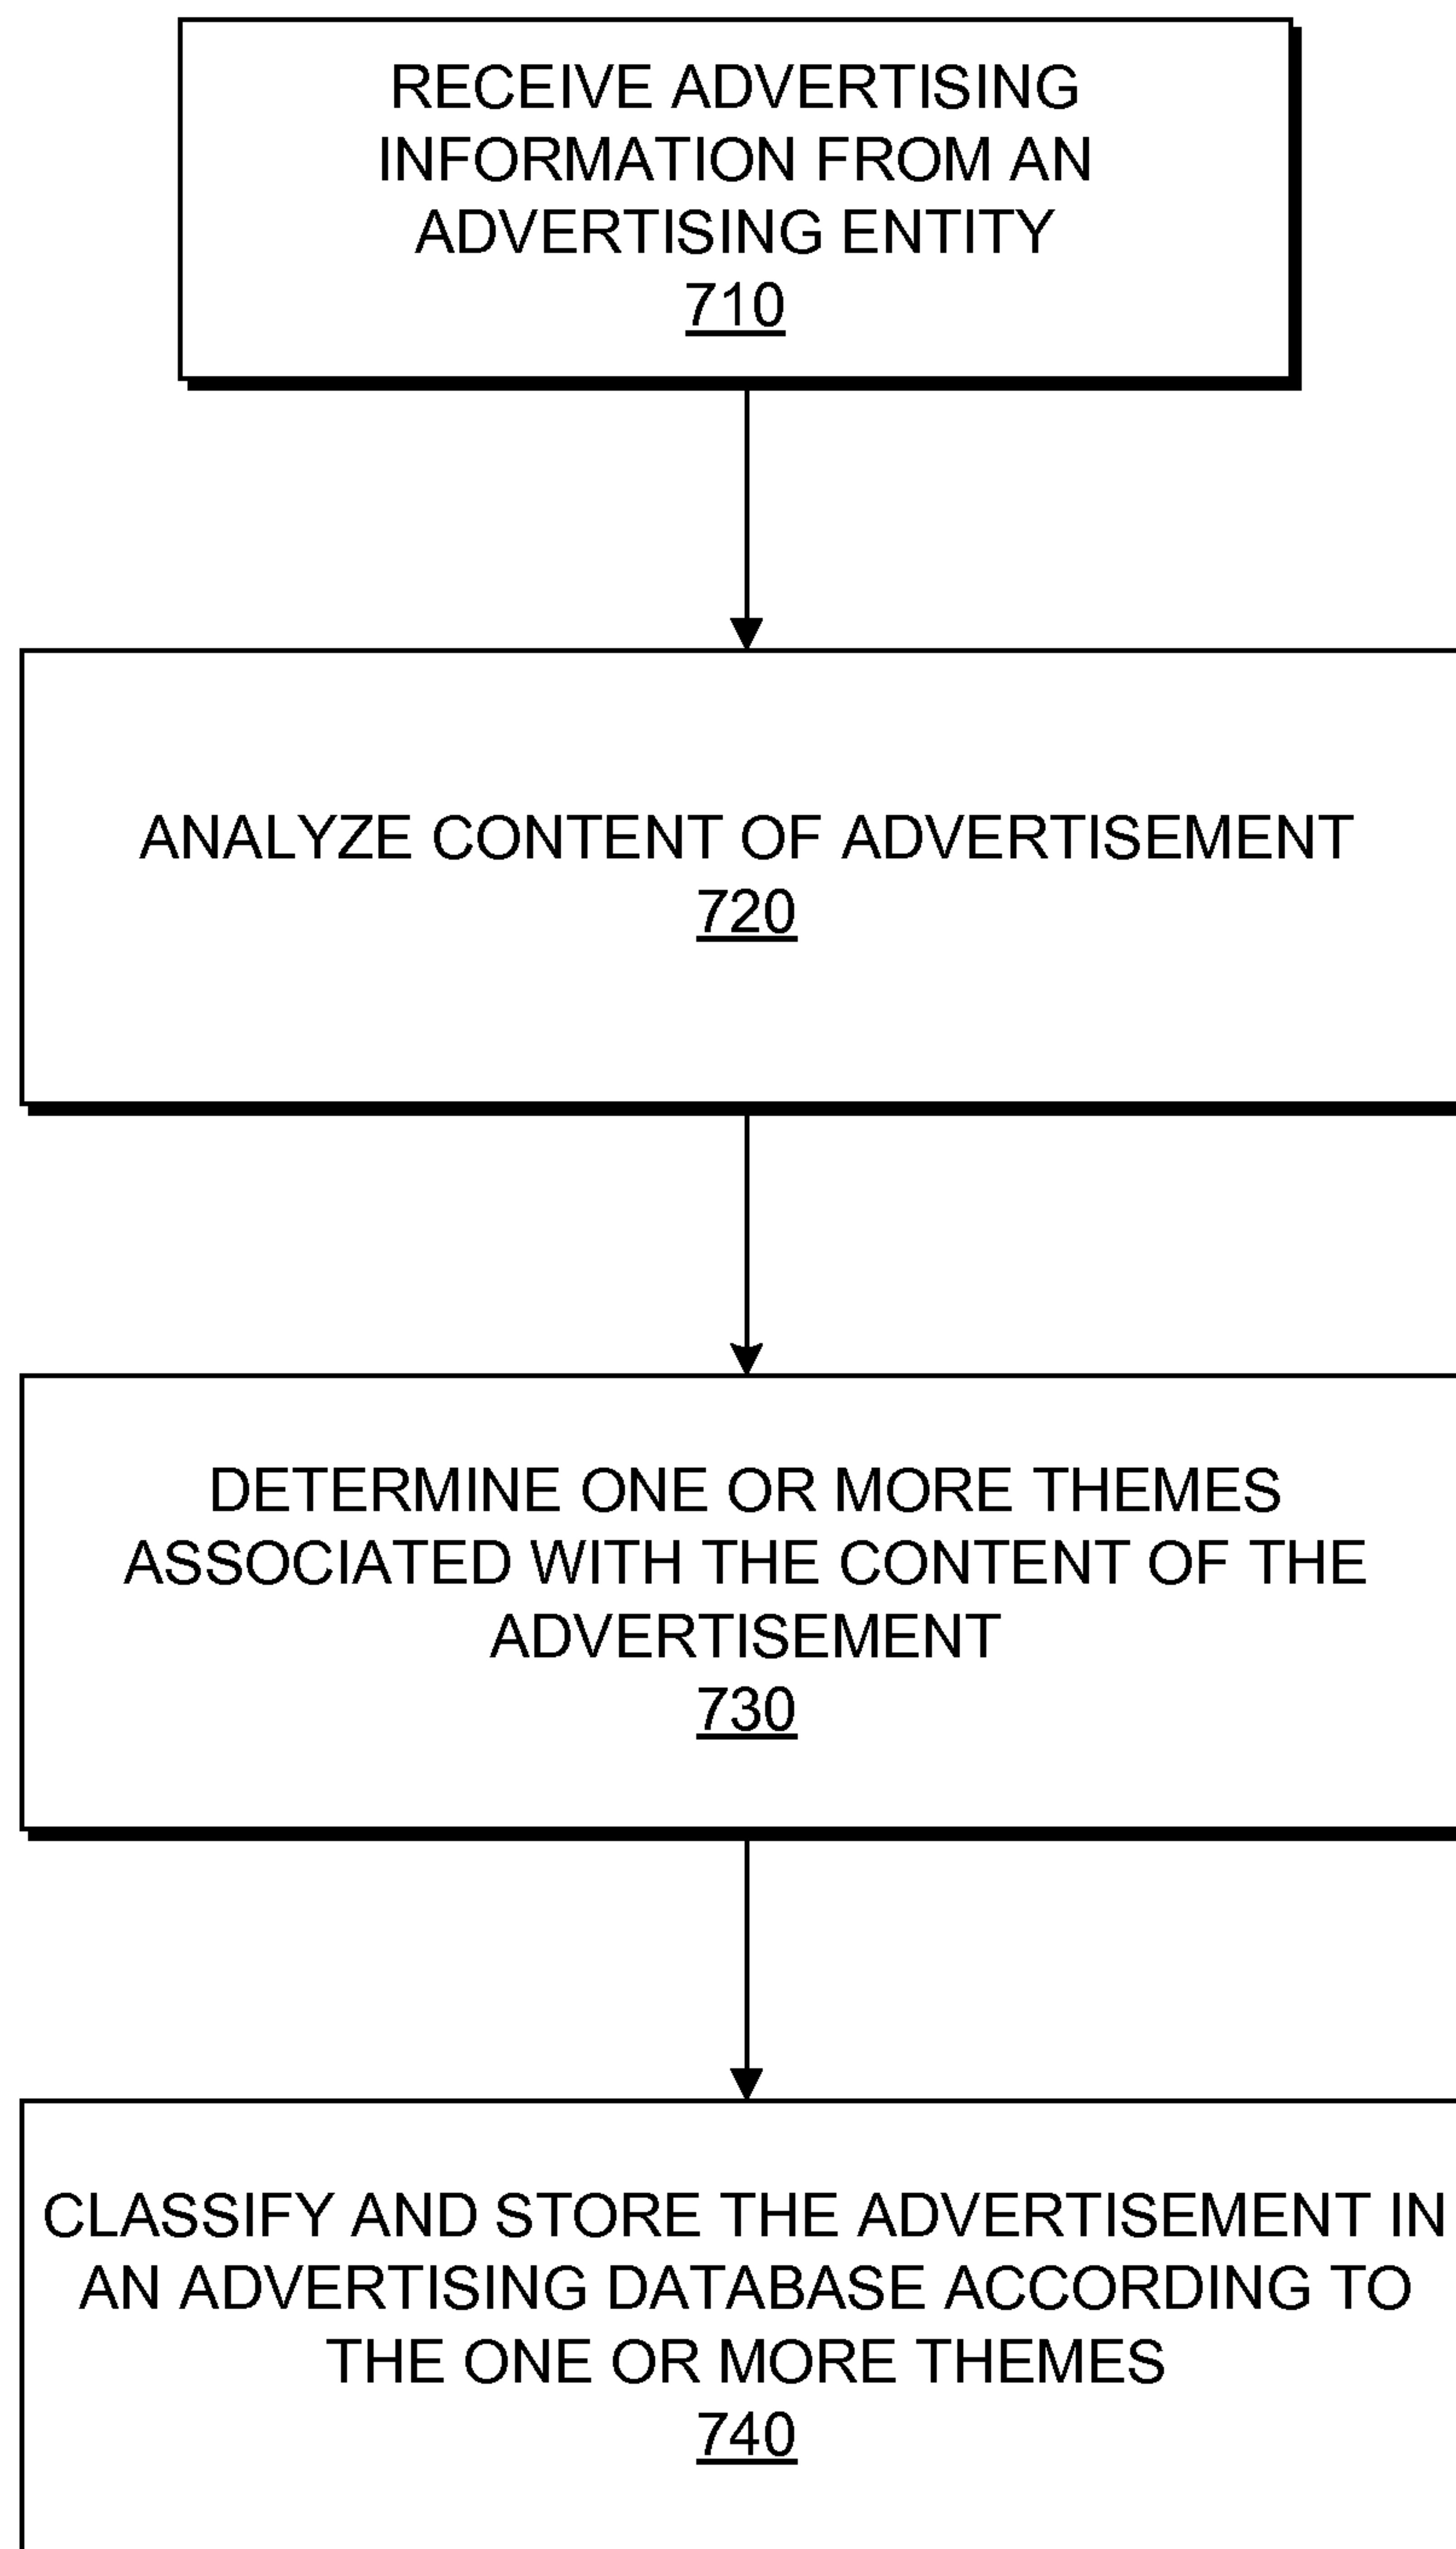 RECEIVE ADVERTISING
INFORMATION FROM AN
ADVERTISING ENTITY
710
ANALYZE CONTENT OF ADVERTISEMENT
720
DETERMINE ONE OR MORE THEMES
ASSOCIATED WITH THE CONTENT OF THE
ADVERTISEMENT
730
CLASSIFY AND STORE THE ADVERTISEMENT IN
AN ADVERTISING DATABASE ACCORDING TO
THE ONE OR MORE THEMES
740